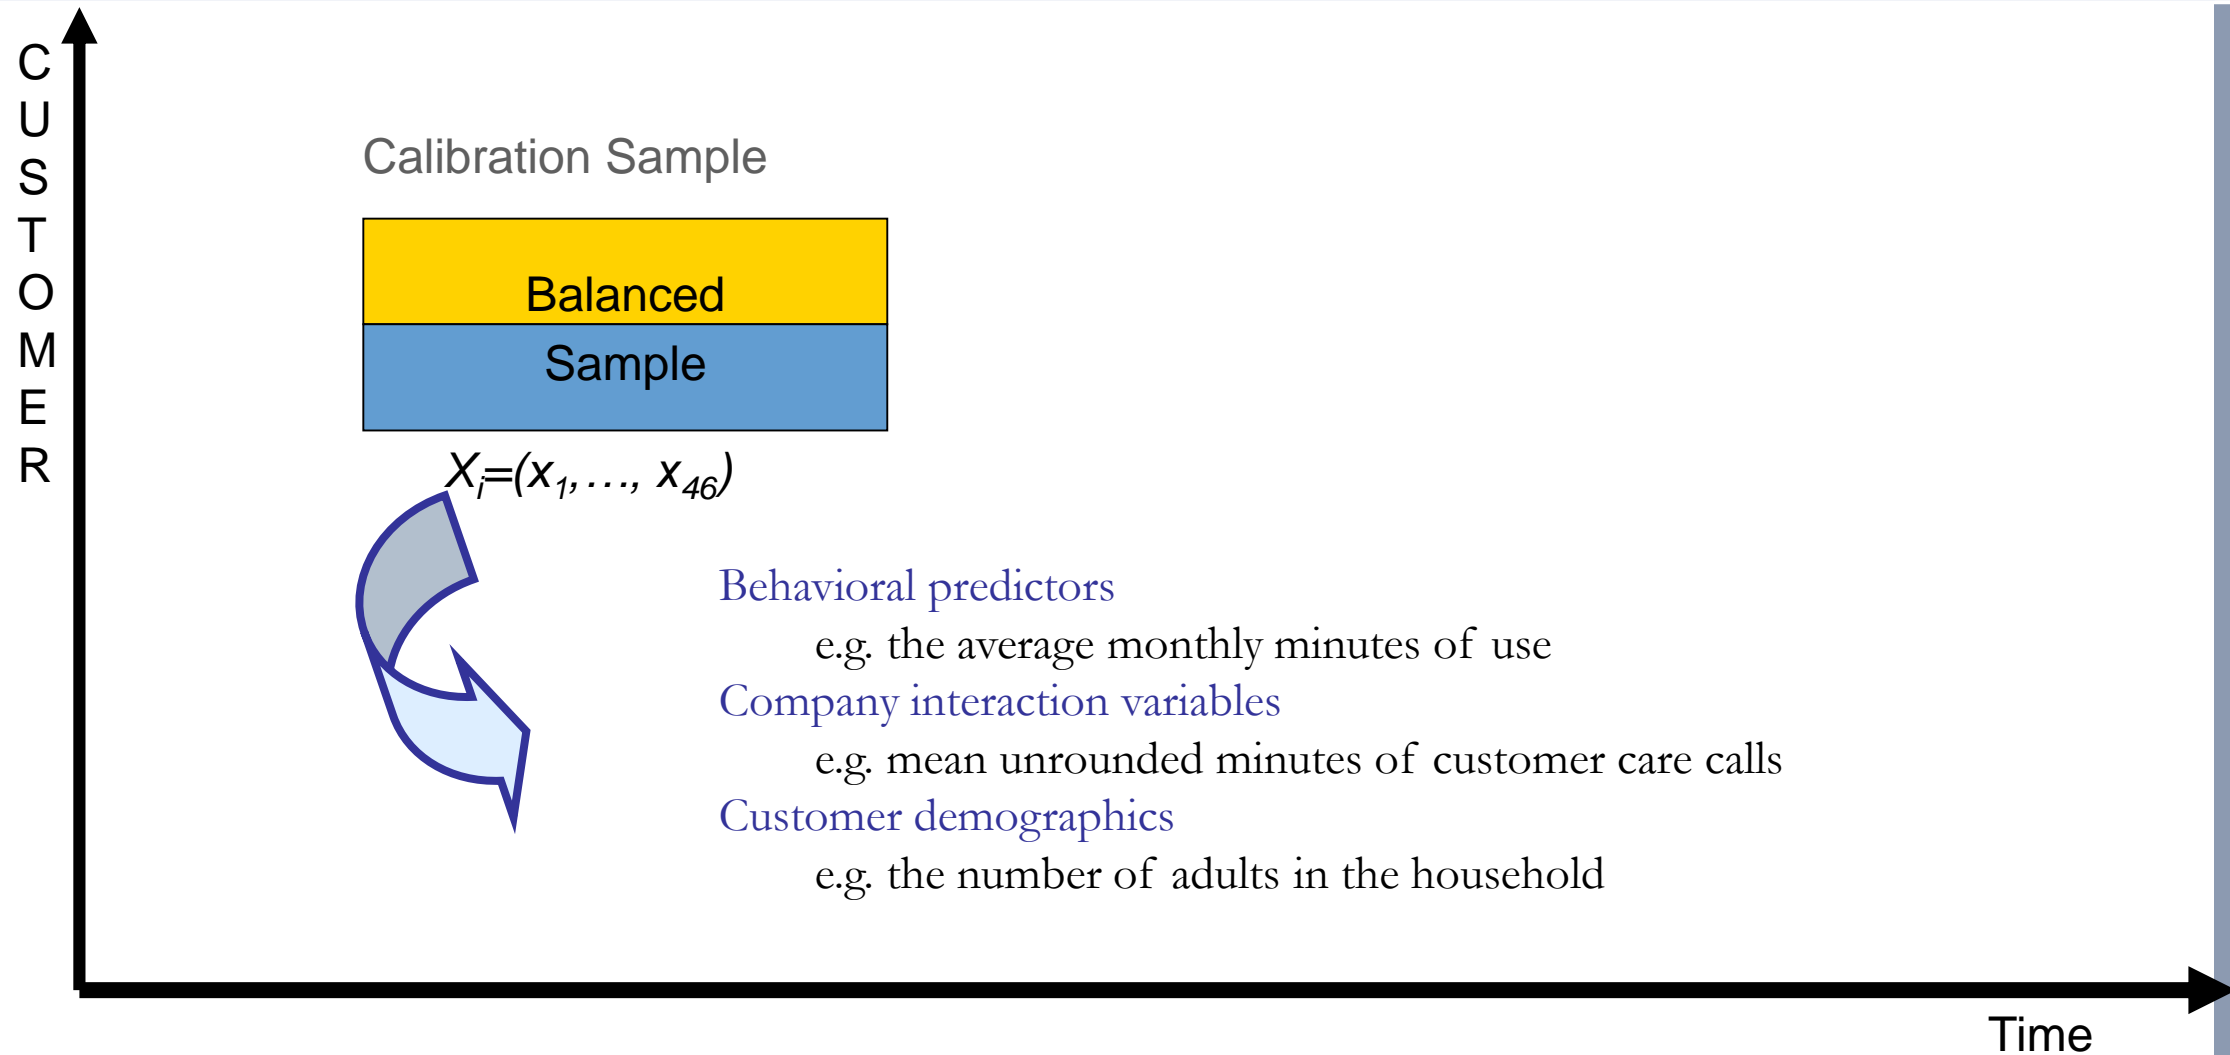 CUSTOMER
Calibration Sample
Balanced
Sample
Xi=(x1,…, x46)
Behavioral predictors
e.g. the average monthly minutes of use
Company interaction variables
e.g. mean unrounded minutes of customer care calls
Customer demographics
e.g. the number of adults in the household
Time